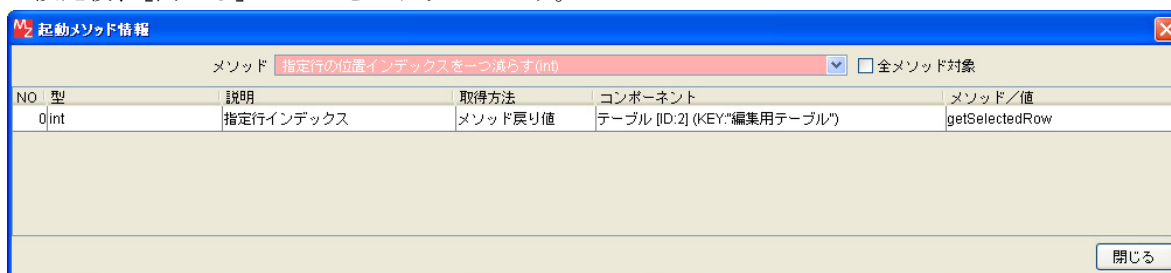 起動メソッド情報
メソッド 指定行の位置インデックスを一つ減らす(int) 全メソッド対象
NO 型 説明 取得方法 コンポーネント メソッド／値
0 int 指定行インデックス メソッド戻り値 テーブル [ID:2] (KEY:"編集用テーブル") getSelectedRow
閉じる